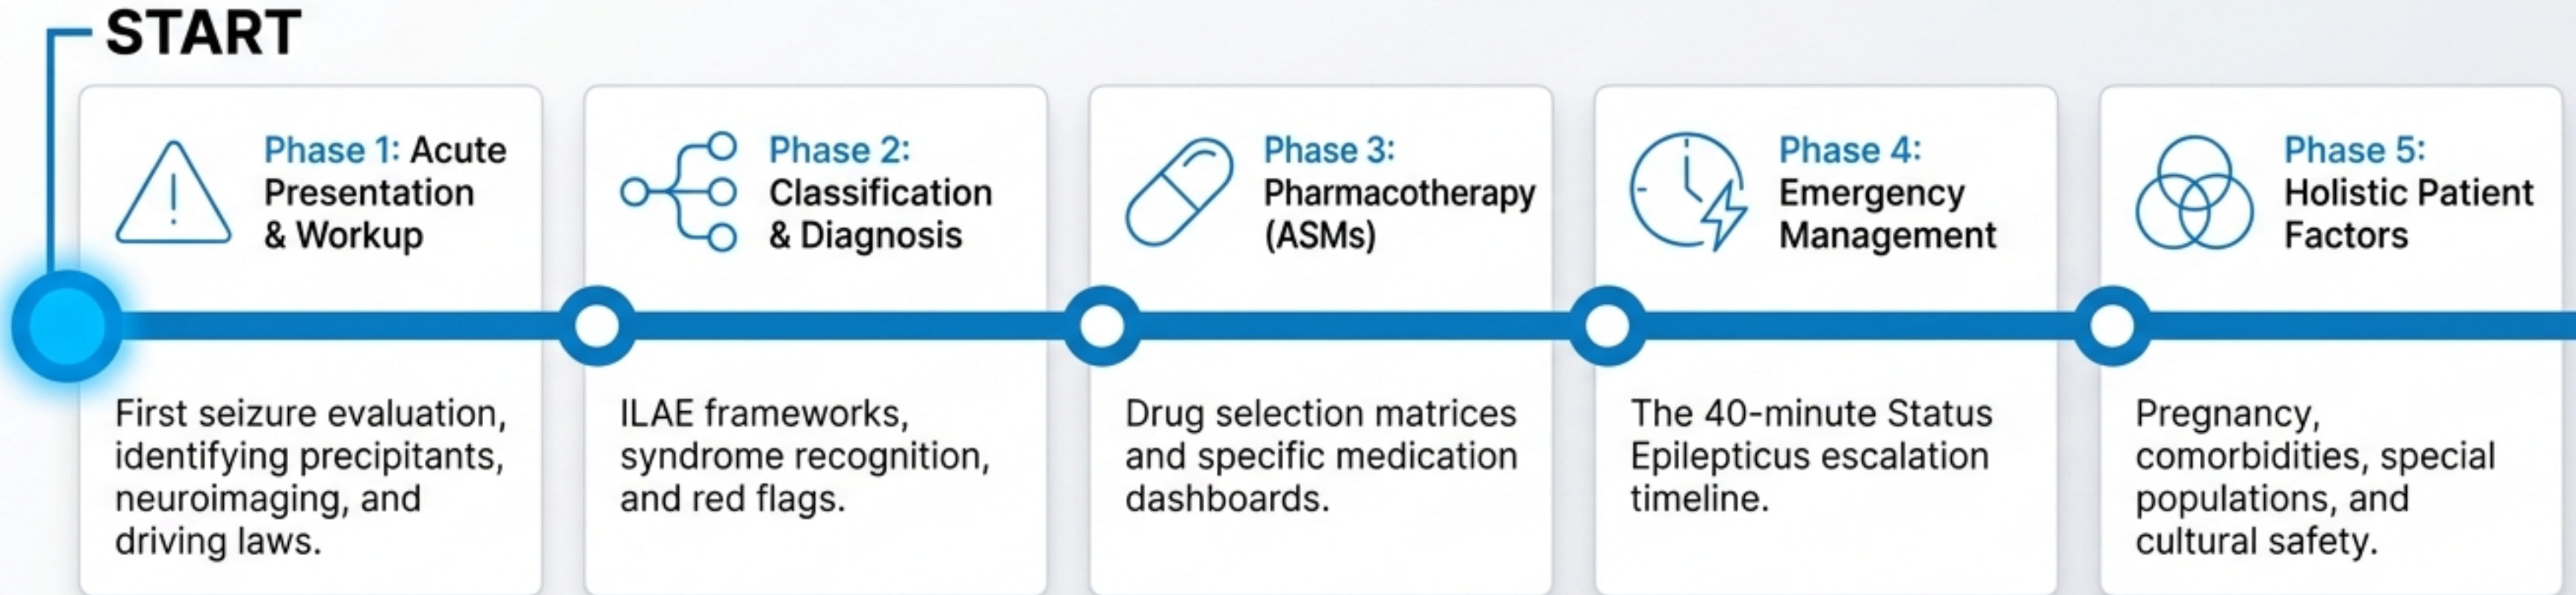 START
Phase 1: Acute
Presentation
& Workup
First seizure evaluation,
identifying precipitants,
neuroimaging, and
driving laws.
Phase 2:
Classification
& Diagnosis
ILAE frameworks,
syndrome recognition,
and red flags.
Phase 3:
Pharmacotherapy
(ASMs)
Drug selection matrices
and specific medication
dashboards.
Phase 4:
Emergency
Management
The 40-minute Status
Epilepticus escalation
timeline.
Phase 5:
Holistic Patient
Factors
Pregnancy,
comorbidities, special
populations, and
cultural safety.